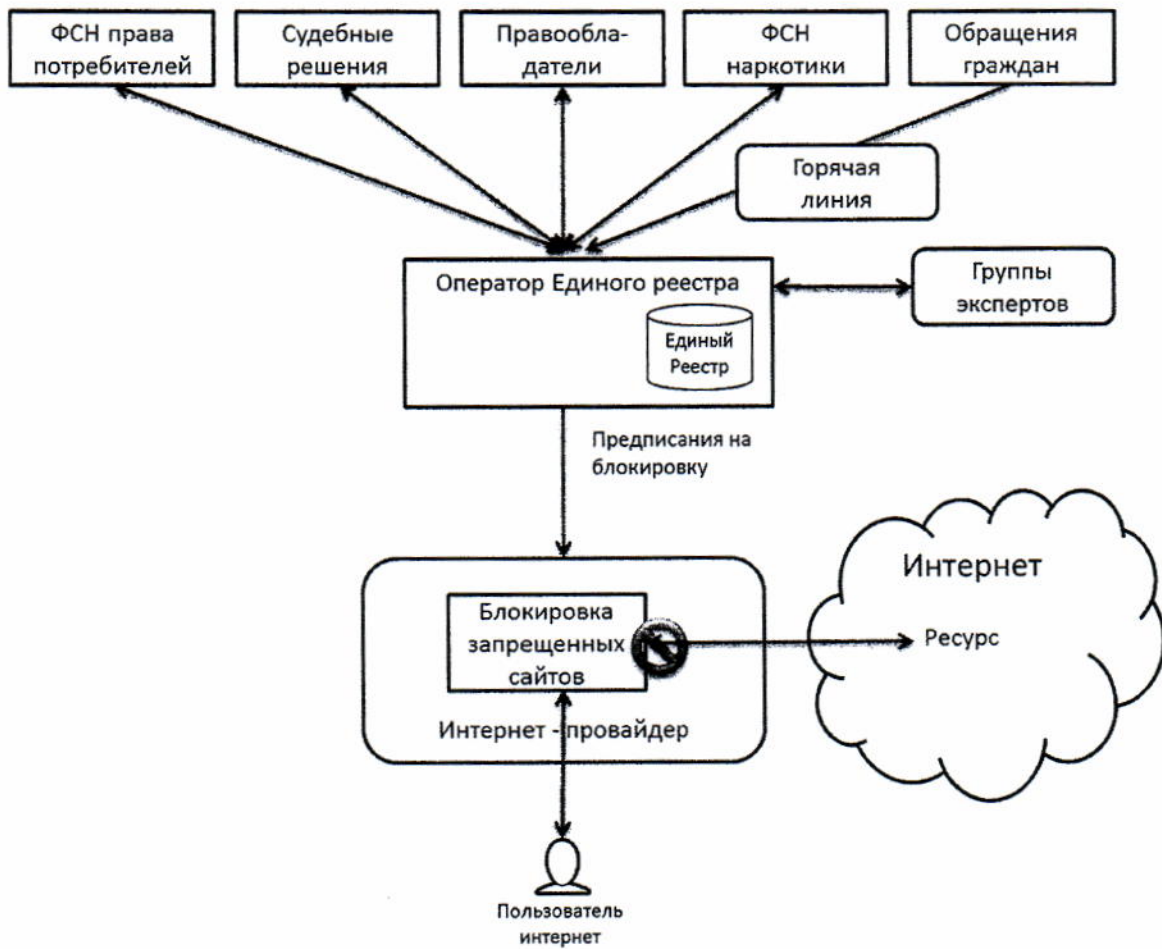 ФСН права
потребителей
Судебные
решения
Правообла-
датели
ФСН
наркотики
Обращения
граждан
Горячая
линия
Оператор Единого реестра
Единый
Реестр
Группы
экспертов
Предписания на
блокировку
Интернет
Ресурс
Блокировка
запрещенных
сайтов
Интернет - провайдер
Пользователь
интернет